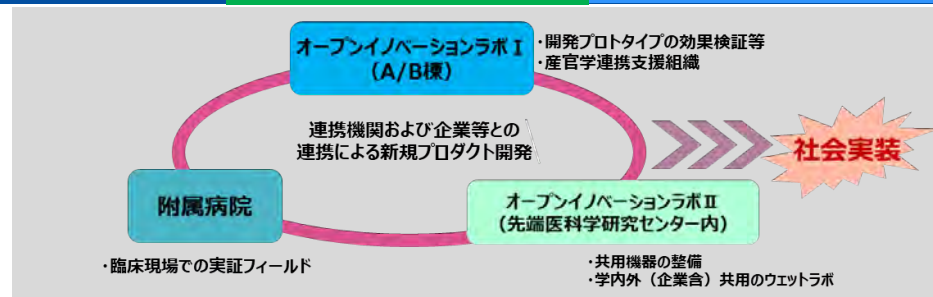 オープンイノベーションラボⅠ
(A/B棟)
・開発プロトタイプの効果検証等
・産官学連携支援組織
連携機関および企業等との
連携による新規プロダクト開発
社会実装
附属病院
・臨床現場での実証フィールド
オープンイノベーションラボⅡ
(先端医科学研究センター内)
・共用機器の整備
・学内外（企業含）共用のウェットラボ